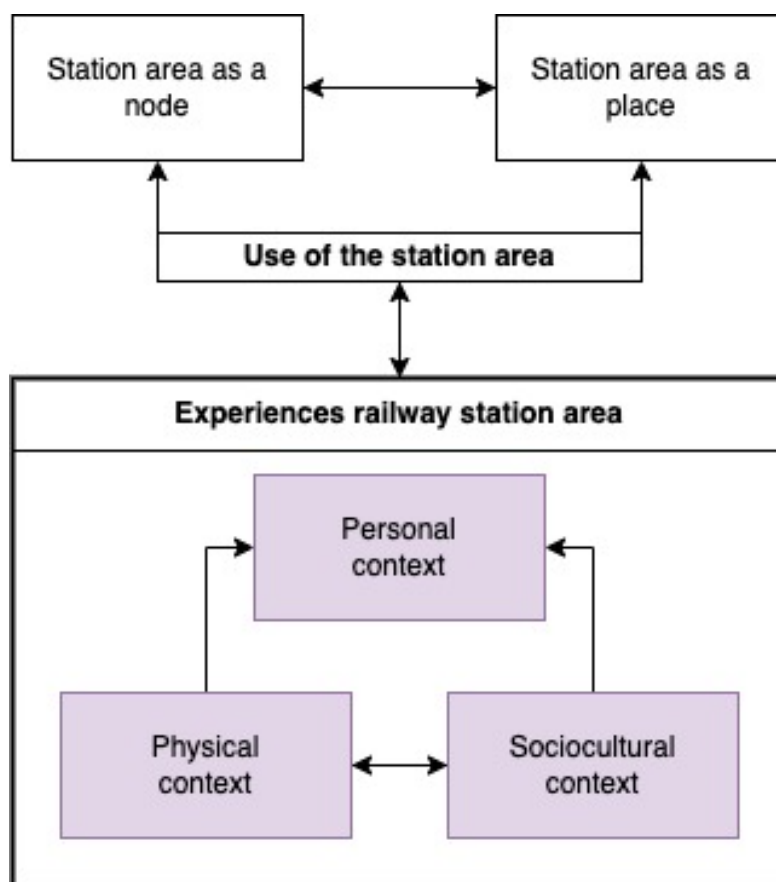 Station area as a
node
Station area as a
place
Use of the station area
Experiences railway station area
Personal
context
Physical
context
Sociocultural
context